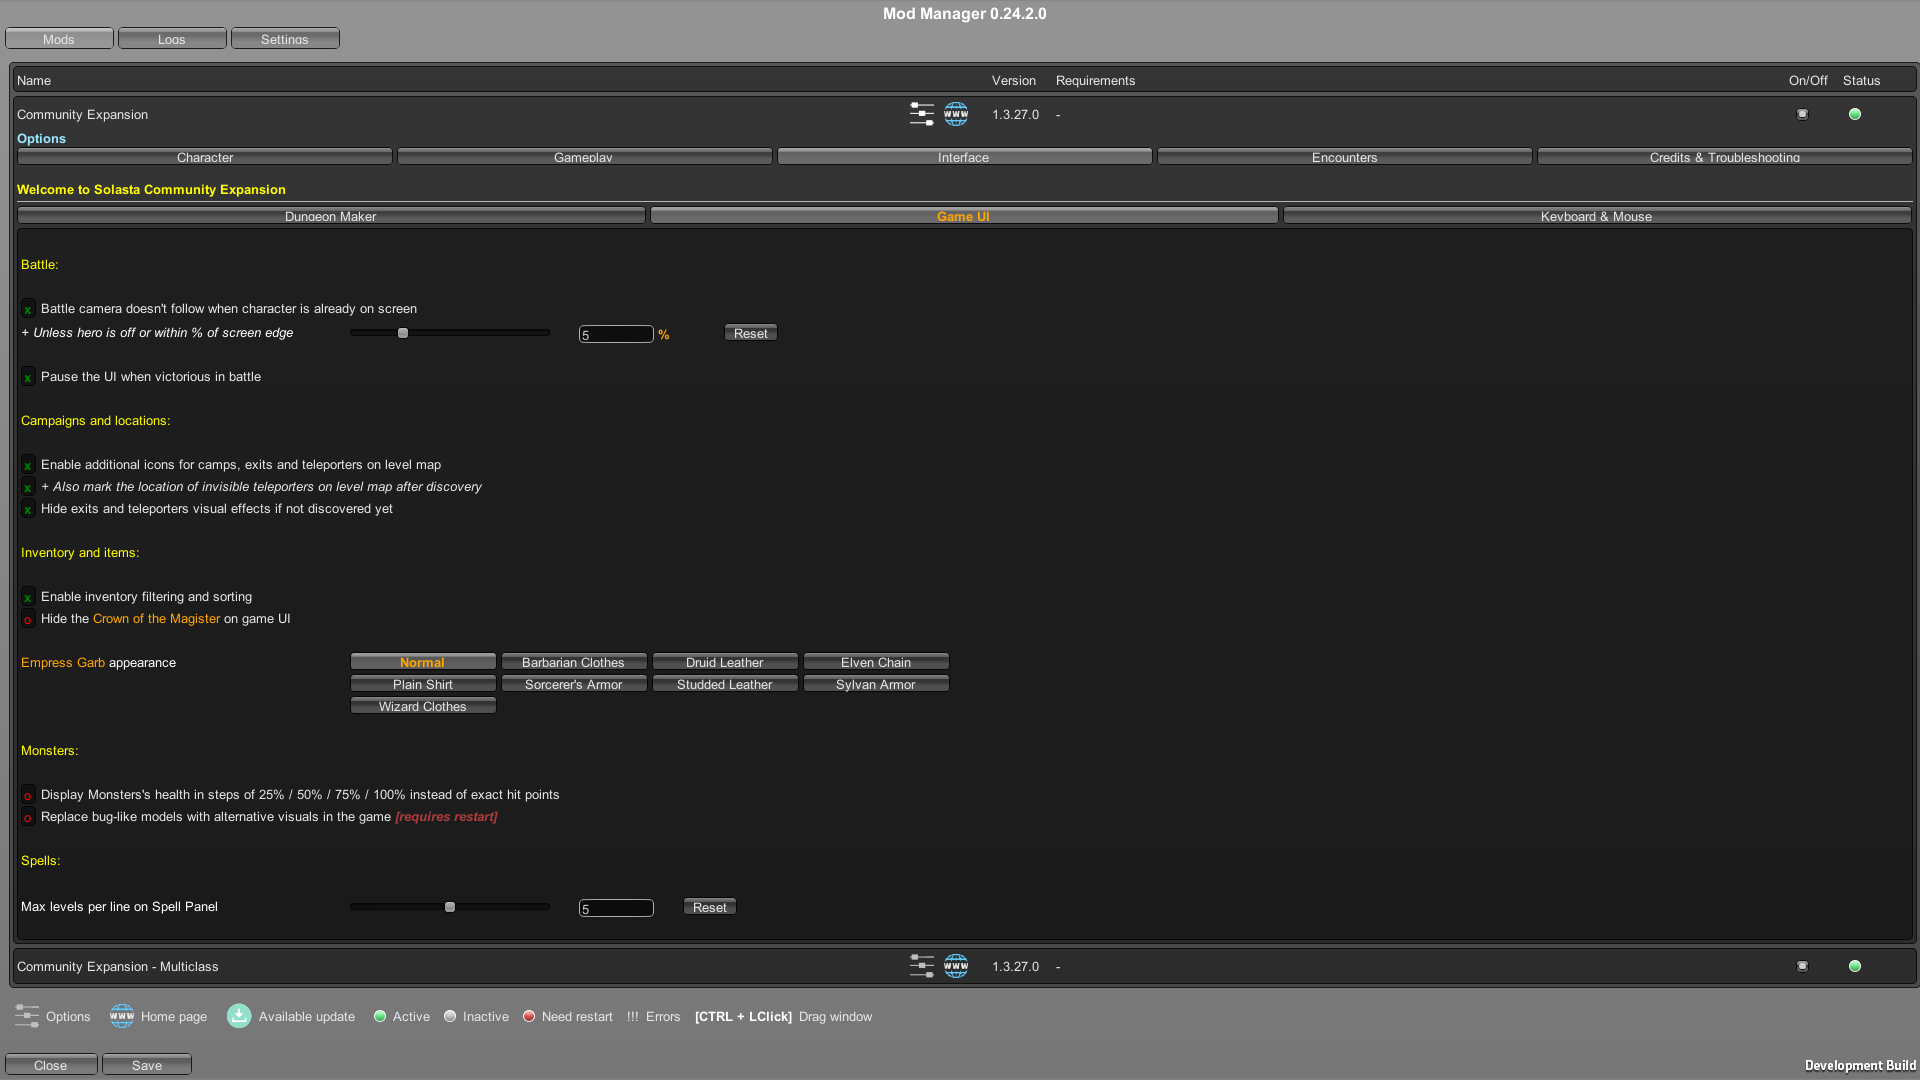 Mod Manager 0.24.2.0
Mods Logs Settings
Name Version Requirements On/Off Status
Community Expansion www 1.3.27.0 -
Options
Character Gameplay Interface Encounters Credits & Troubleshooting
Welcome to Solasta Community Expansion
Dungeon Maker Game UI Keyboard & Mouse
Battle:
x Battle camera doesn't follow when character is already on screen
+ Unless hero is off or within % of screen edge 5 % Reset
x Pause the UI when victorious in battle
Campaigns and locations:
x Enable additional icons for camps, exits and teleporters on level map
x + Also mark the location of invisible teleporters on level map after discovery
x Hide exits and teleporters visual effects if not discovered yet
Inventory and items:
x Enable inventory filtering and sorting
o Hide the Crown of the Magister on game UI
Empress Garb appearance Normal Barbarian Clothes Druid Leather Elven Chain
Plain Shirt Sorcerer's Armor Studded Leather Sylvan Armor
Wizard Clothes
Monsters:
o Display Monsters's health in steps of 25% / 50% / 75% / 100% instead of exact hit points
o Replace bug-like models with alternative visuals in the game [requires restart]
Spells:
Max levels per line on Spell Panel 5 Reset
Community Expansion - Multiclass www 1.3.27.0 -
Options www Home page Available update Active Inactive Need restart !!! Errors [CTRL + LClick] Drag window
Close Save
Development Build